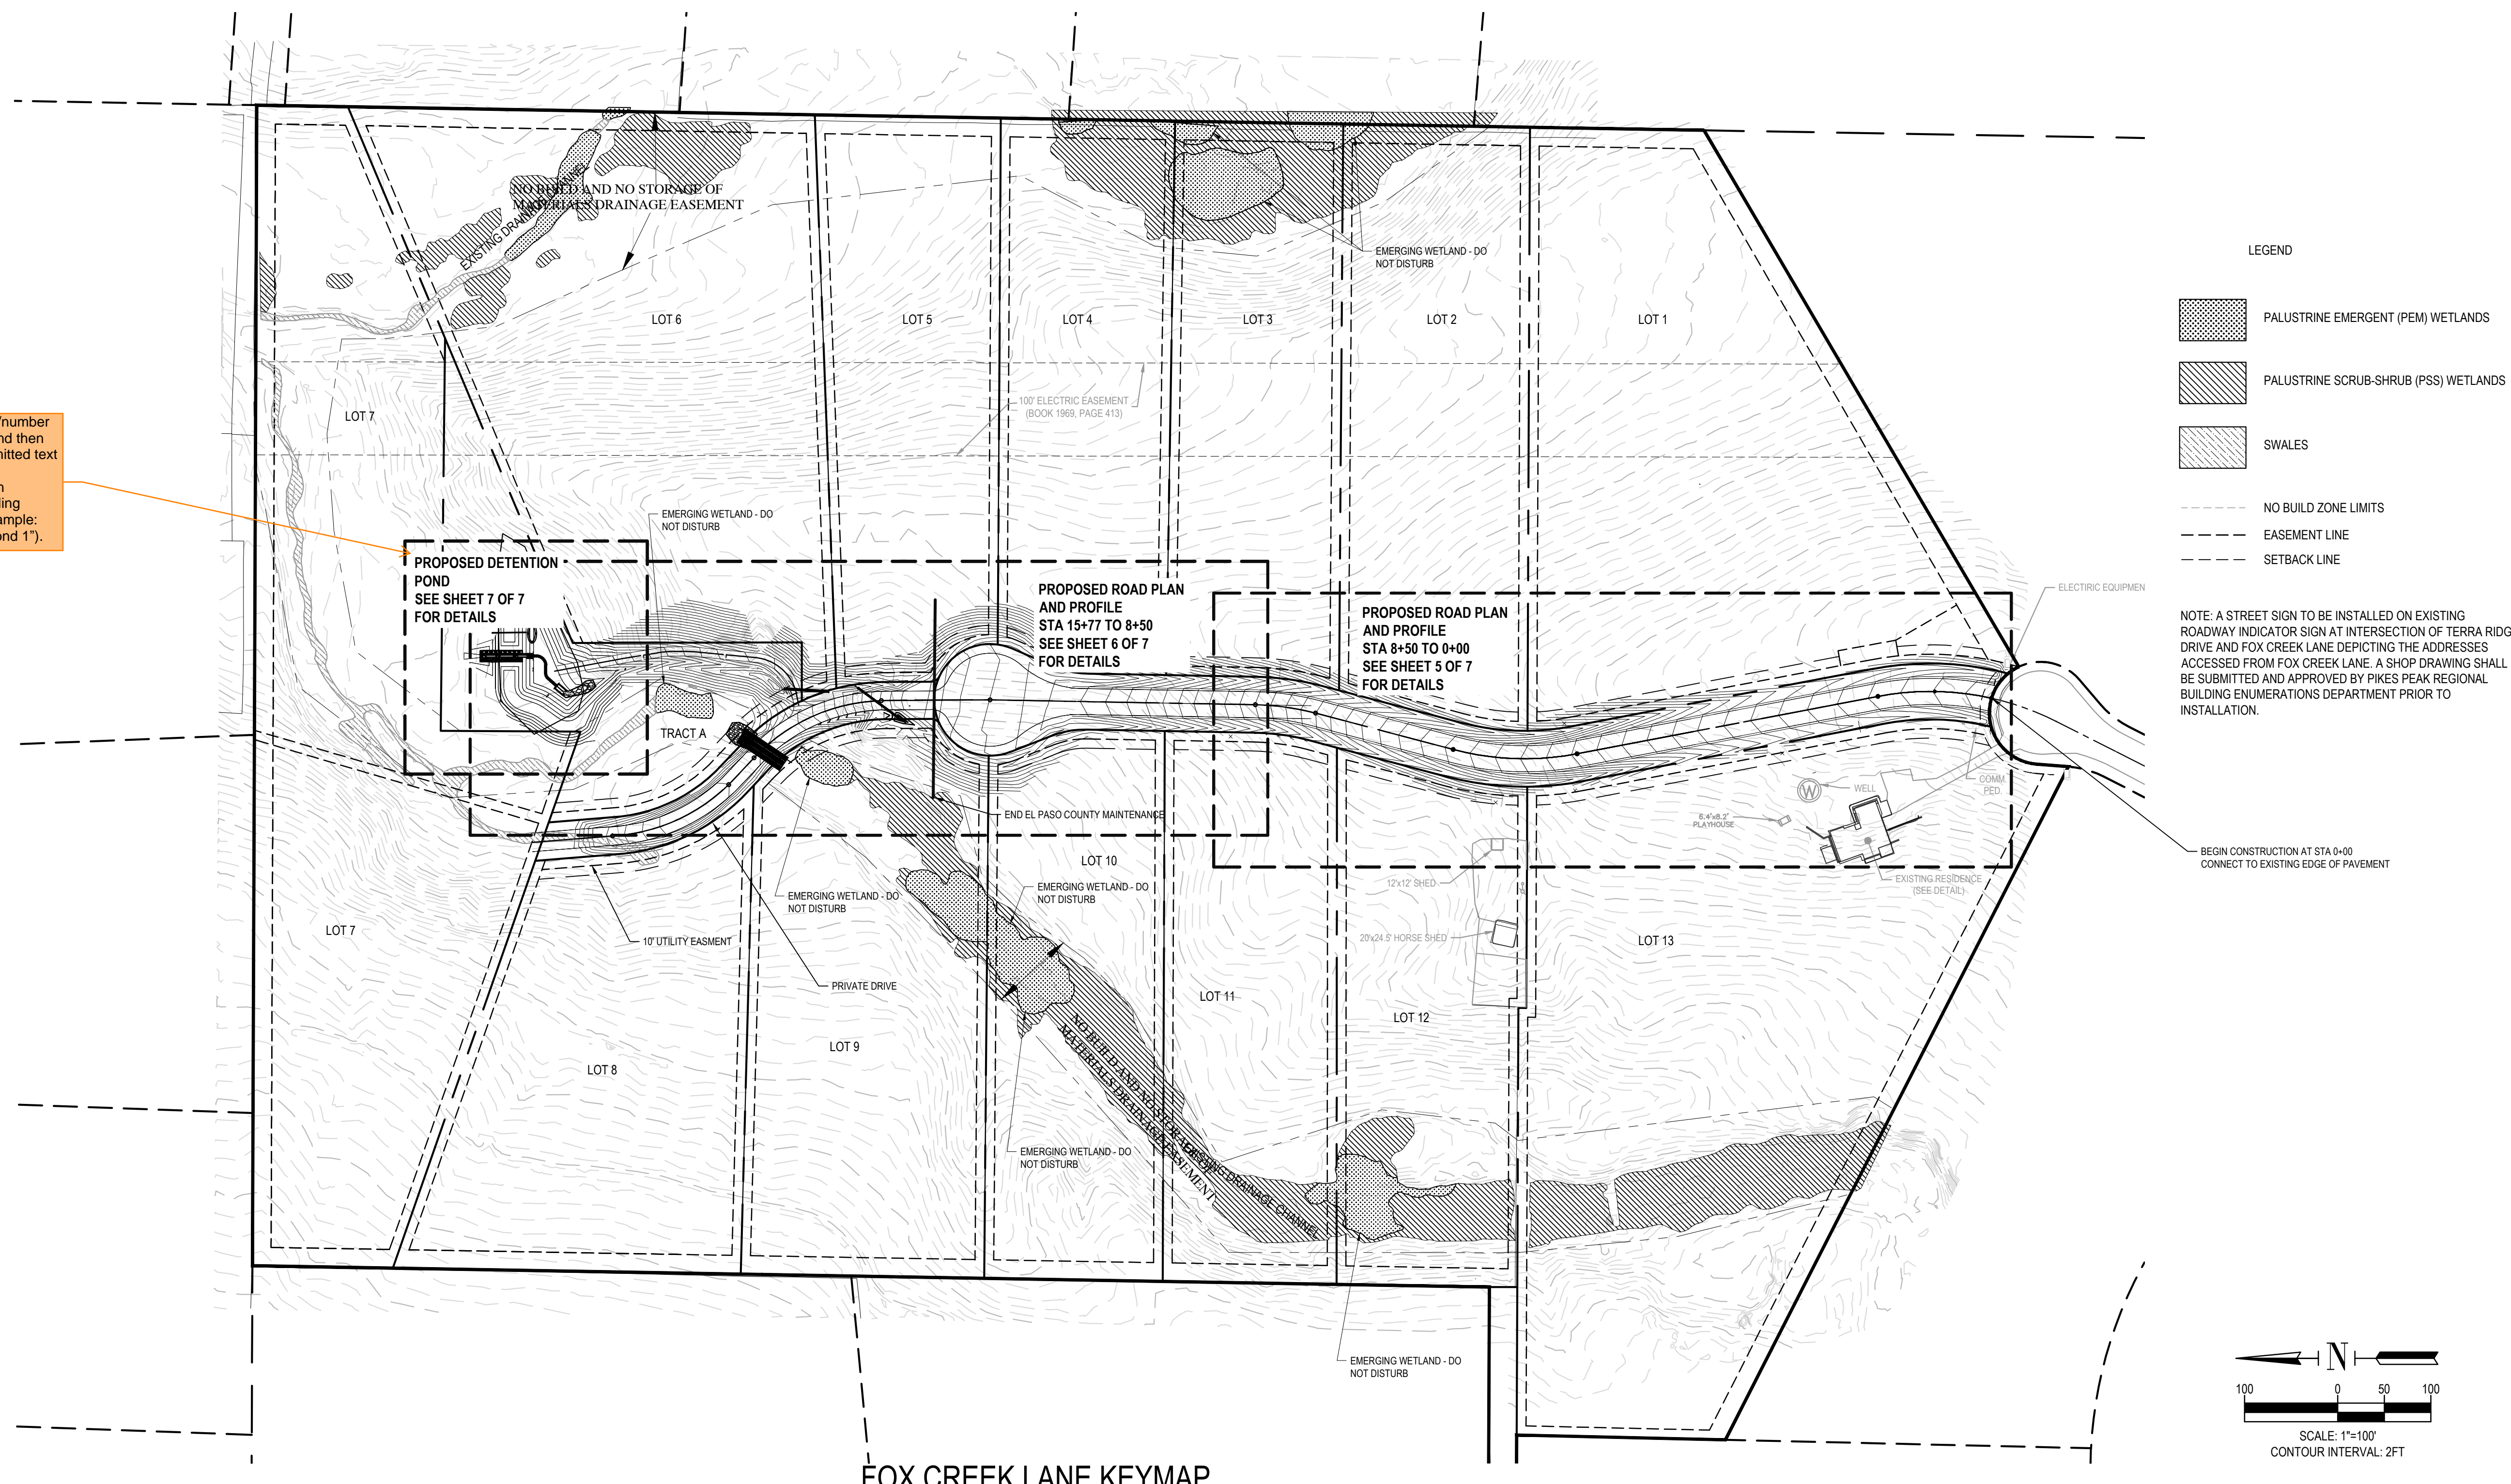 NO BUILD AND NO STORAGE OF
MATERIALS DRAINAGE EASEMENT
EXISTING DRAINAGE CHANNEL
EMERGING WETLAND - DO
NOT DISTURB
LOT 6
LOT 5
LOT 4
LOT 3
LOT 2
LOT 1
100' ELECTRIC EASEMENT
(BOOK 1969, PAGE 413)
LOT 7
/number
nd then
mitted text
n
ding
ample:
ond 1").
EMERGING WETLAND - DO
NOT DISTURB
PROPOSED DETENTION
POND
SEE SHEET 7 OF 7
FOR DETAILS
PROPOSED ROAD PLAN
AND PROFILE
STA 15+77 TO 8+50
SEE SHEET 6 OF 7
FOR DETAILS
PROPOSED ROAD PLAN
AND PROFILE
STA 8+50 TO 0+00
SEE SHEET 5 OF 7
FOR DETAILS
ELECTRIC EQUIPMEN
TRACT A
END EL PASO COUNTY MAINTENANCE
WELL
W
COMM.
PED.
6.4'x8.2'
PLAYHOUSE
EXISTING RESIDENCE
(SEE DETAIL)
BEGIN CONSTRUCTION AT STA 0+00
CONNECT TO EXISTING EDGE OF PAVEMENT
LOT 10
12'x12' SHED
EMERGING WETLAND - DO
NOT DISTURB
EMERGING WETLAND - DO
NOT DISTURB
20'x24.5' HORSE SHED
LOT 7
10' UTILITY EASMENT
PRIVATE DRIVE
LOT 13
LOT 11
LOT 12
LOT 9
LOT 8
NO BUILD AND NO STORAGE OF
MATERIALS DRAINAGE EASEMENT
EXISTING DRAINAGE CHANNEL
EMERGING WETLAND - DO
NOT DISTURB
EMERGING WETLAND - DO
NOT DISTURB
LEGEND
PALUSTRINE EMERGENT (PEM) WETLANDS
PALUSTRINE SCRUB-SHRUB (PSS) WETLANDS
SWALES
NO BUILD ZONE LIMITS
EASEMENT LINE
SETBACK LINE
NOTE: A STREET SIGN TO BE INSTALLED ON EXISTING
ROADWAY INDICATOR SIGN AT INTERSECTION OF TERRA RIDG
DRIVE AND FOX CREEK LANE DEPICTING THE ADDRESSES
ACCESSED FROM FOX CREEK LANE. A SHOP DRAWING SHALL
BE SUBMITTED AND APPROVED BY PIKES PEAK REGIONAL
BUILDING ENUMERATIONS DEPARTMENT PRIOR TO
INSTALLATION.
N
100 0 50 100
SCALE: 1"=100'
CONTOUR INTERVAL: 2FT
FOX CREEK LANE KEYMAP